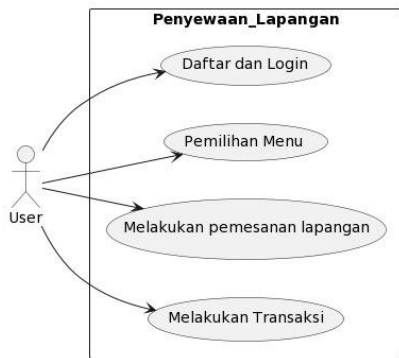 Penyewaan_Lapangan
Daftar dan Login
Pemilihan Menu
User
Melakukan pemesanan lapangan
Melakukan Transaksi